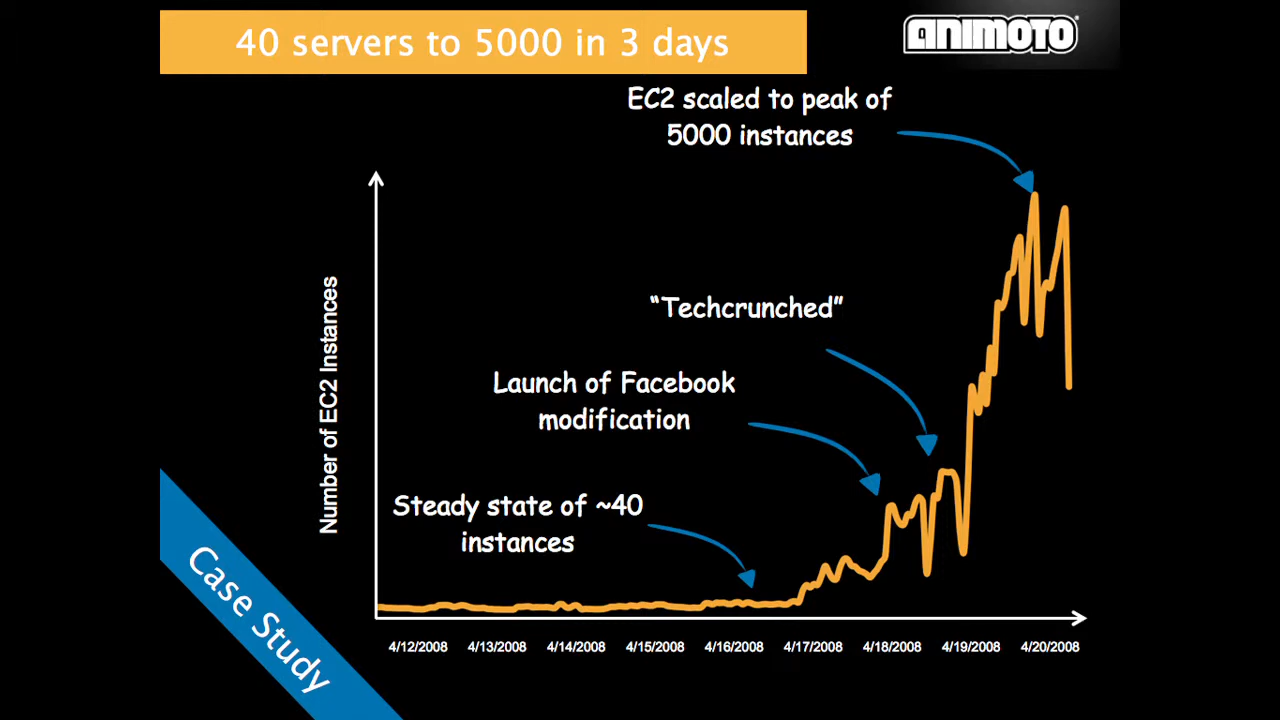 40 servers to 5000 in 3 days
ANIMOTO
EC2 scaled to peak of
5000 instances
"Techcrunched"
Launch of Facebook
modification
Steady state of ~40
instances
Number of EC2 Instances
4/12/2008 4/13/2008 4/14/2008 4/15/2008 4/16/2008 4/17/2008 4/18/2008 4/19/2008 4/20/2008
Case Study